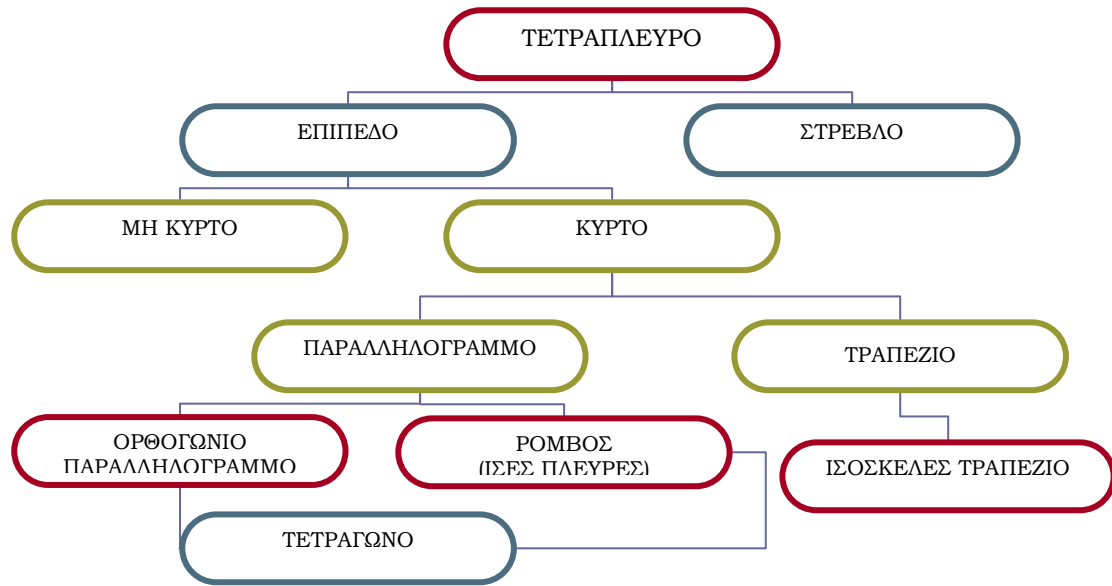 ΤΕΤΡΑΠΛΕΥΡΟ
ΕΠΙΠΕΔΟ
ΣΤΡΕΒΛΟ
ΜΗ ΚΥΡΤΟ
ΚΥΡΤΟ
ΠΑΡΑΛΛΗΛΟΓΡΑΜΜΟ
ΤΡΑΠΕΖΙΟ
ΟΡΘΟΓΩΝΙΟ
ΠΑΡΑΛΛΗΛΟΓΡΑΜΜΟ
ΡΟΜΒΟΣ
(ΙΣΕΣ ΠΛΕΥΡΕΣ)
ΙΣΟΣΚΕΛΕΣ ΤΡΑΠΕΖΙΟ
ΤΕΤΡΑΓΩΝΟ